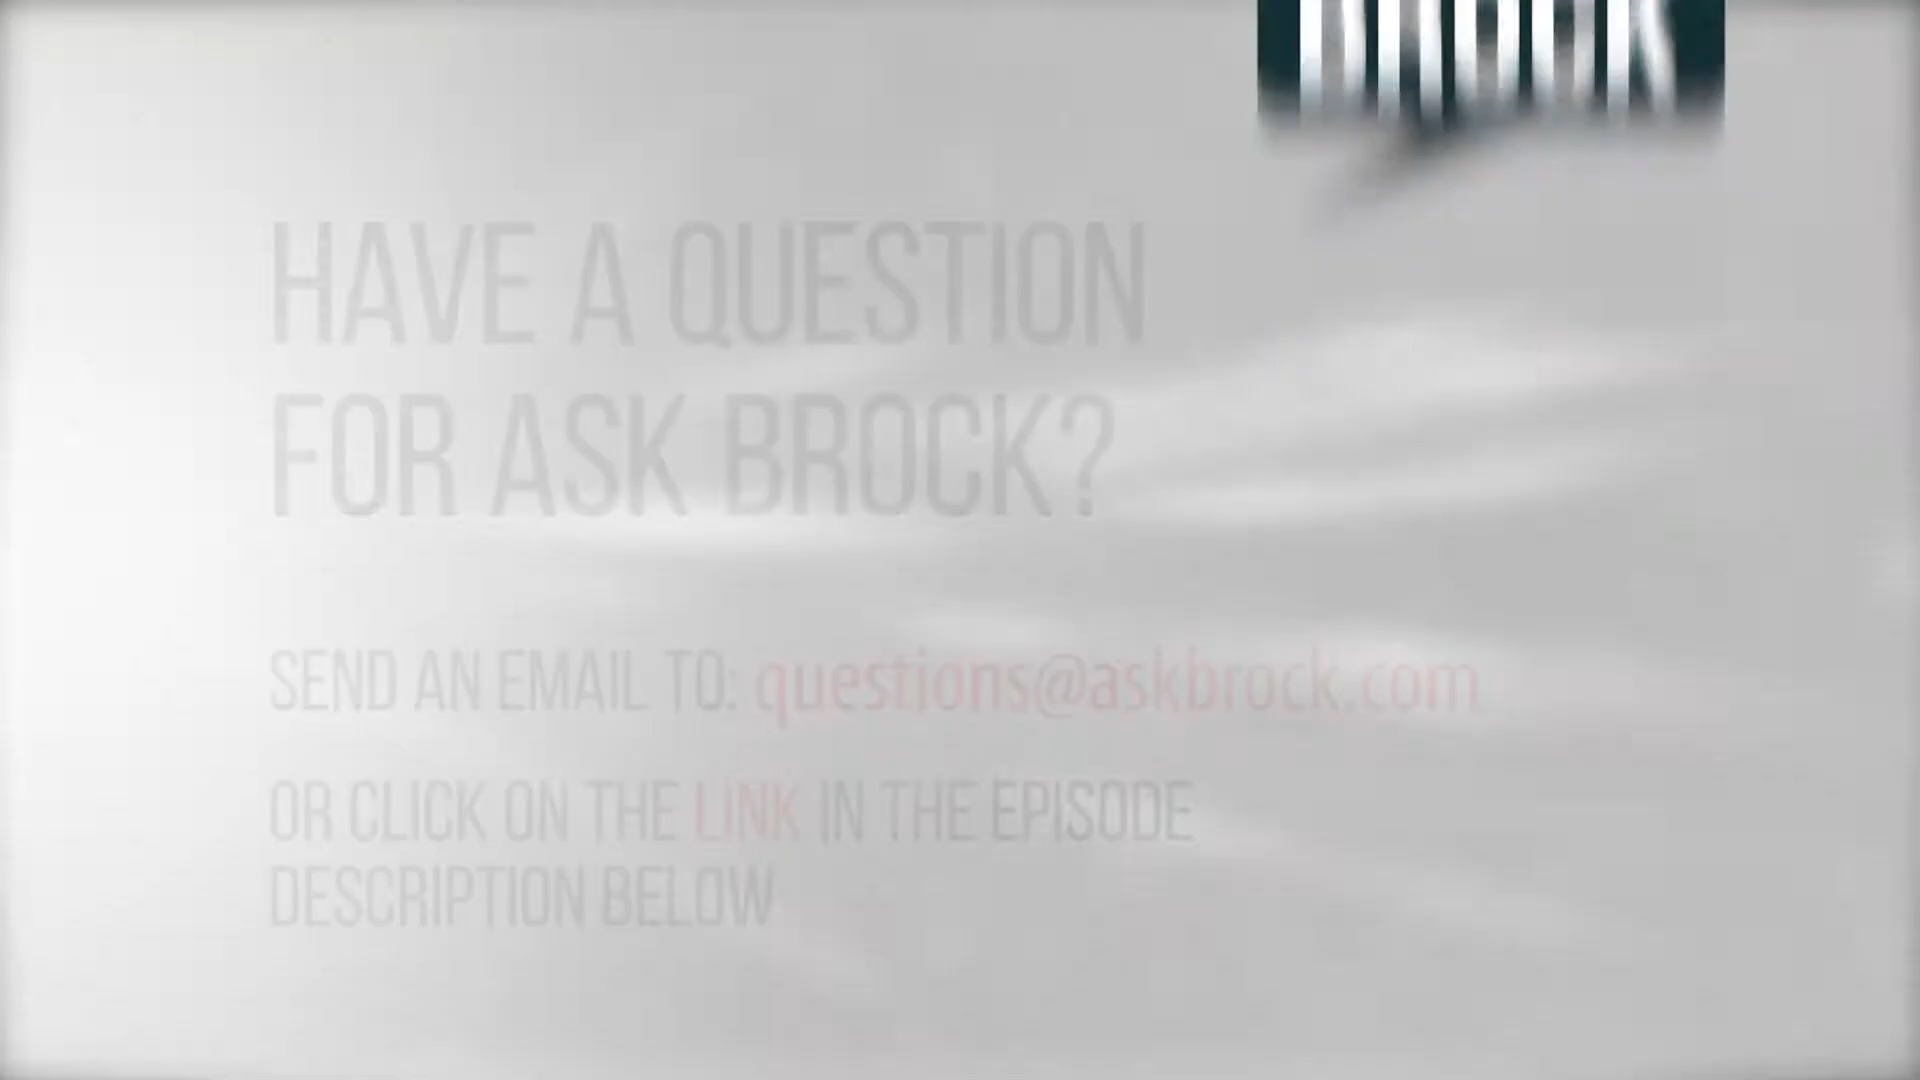 BROCK
HAVE A QUESTION
FOR ASK BROCK?
SEND AN EMAIL TO: questions@askbrock.com
OR CLICK ON THE LINK IN THE EPISODE
DESCRIPTION BELOW